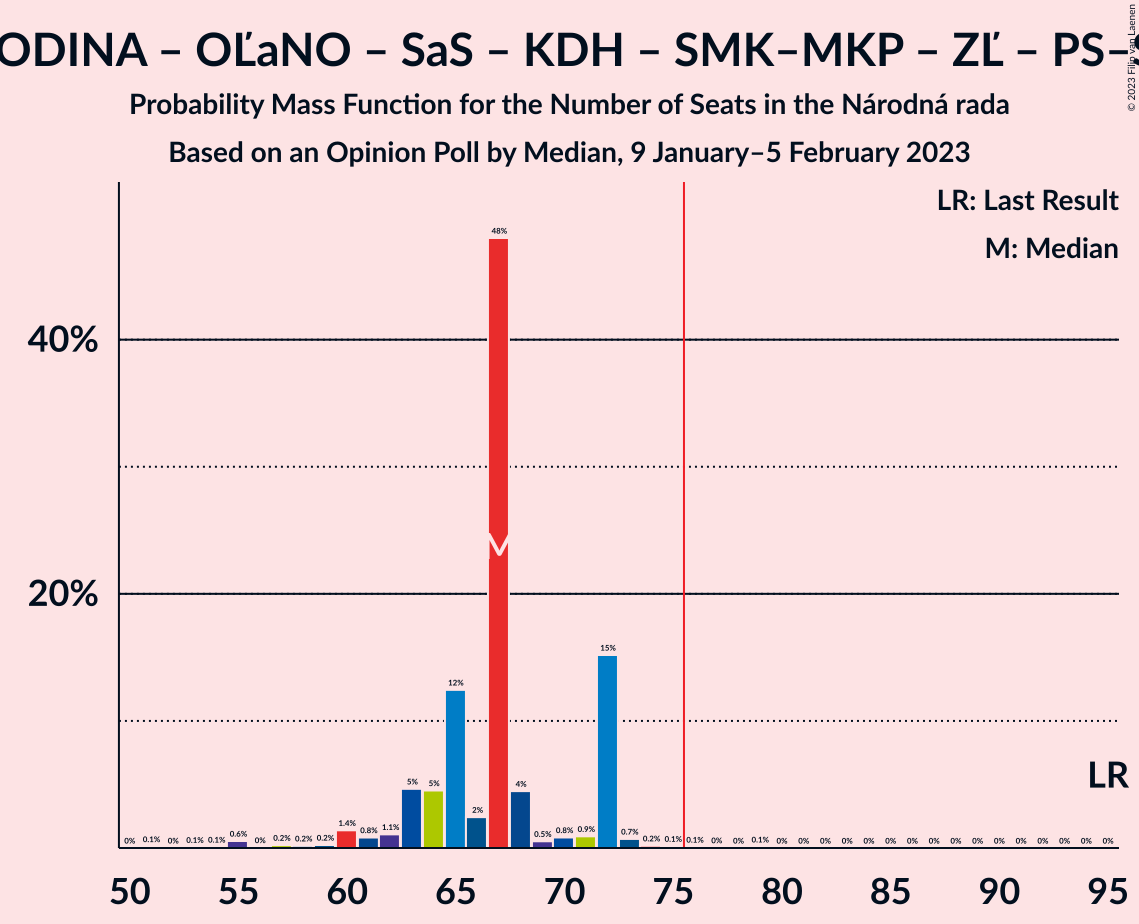 ODINA – OĽaNO – SaS – KDH – SMK–MKP – ZĽ – PS–S
Probability Mass Function for the Number of Seats in the Národná rada
Based on an Opinion Poll by Median, 9 January–5 February 2023
© 2023 Filip van Laenen
LR: Last Result
M: Median
48%
40%
M
20%
15%
12%
5% 5% 2% 4%
0% 0.1% 0% 0.1% 0.1% 0.6% 0% 0.2% 0.2% 0.2% 1.4% 0.8% 1.1% 0.5% 0.8% 0.9% 0.7% 0.2% 0.1% 0.1% 0% 0% 0.1% 0% 0% 0% 0% 0% 0% 0% 0% 0% 0% 0% 0% 0% 0% 0% 0%
LR
50 55 60 65 70 75 80 85 90 95